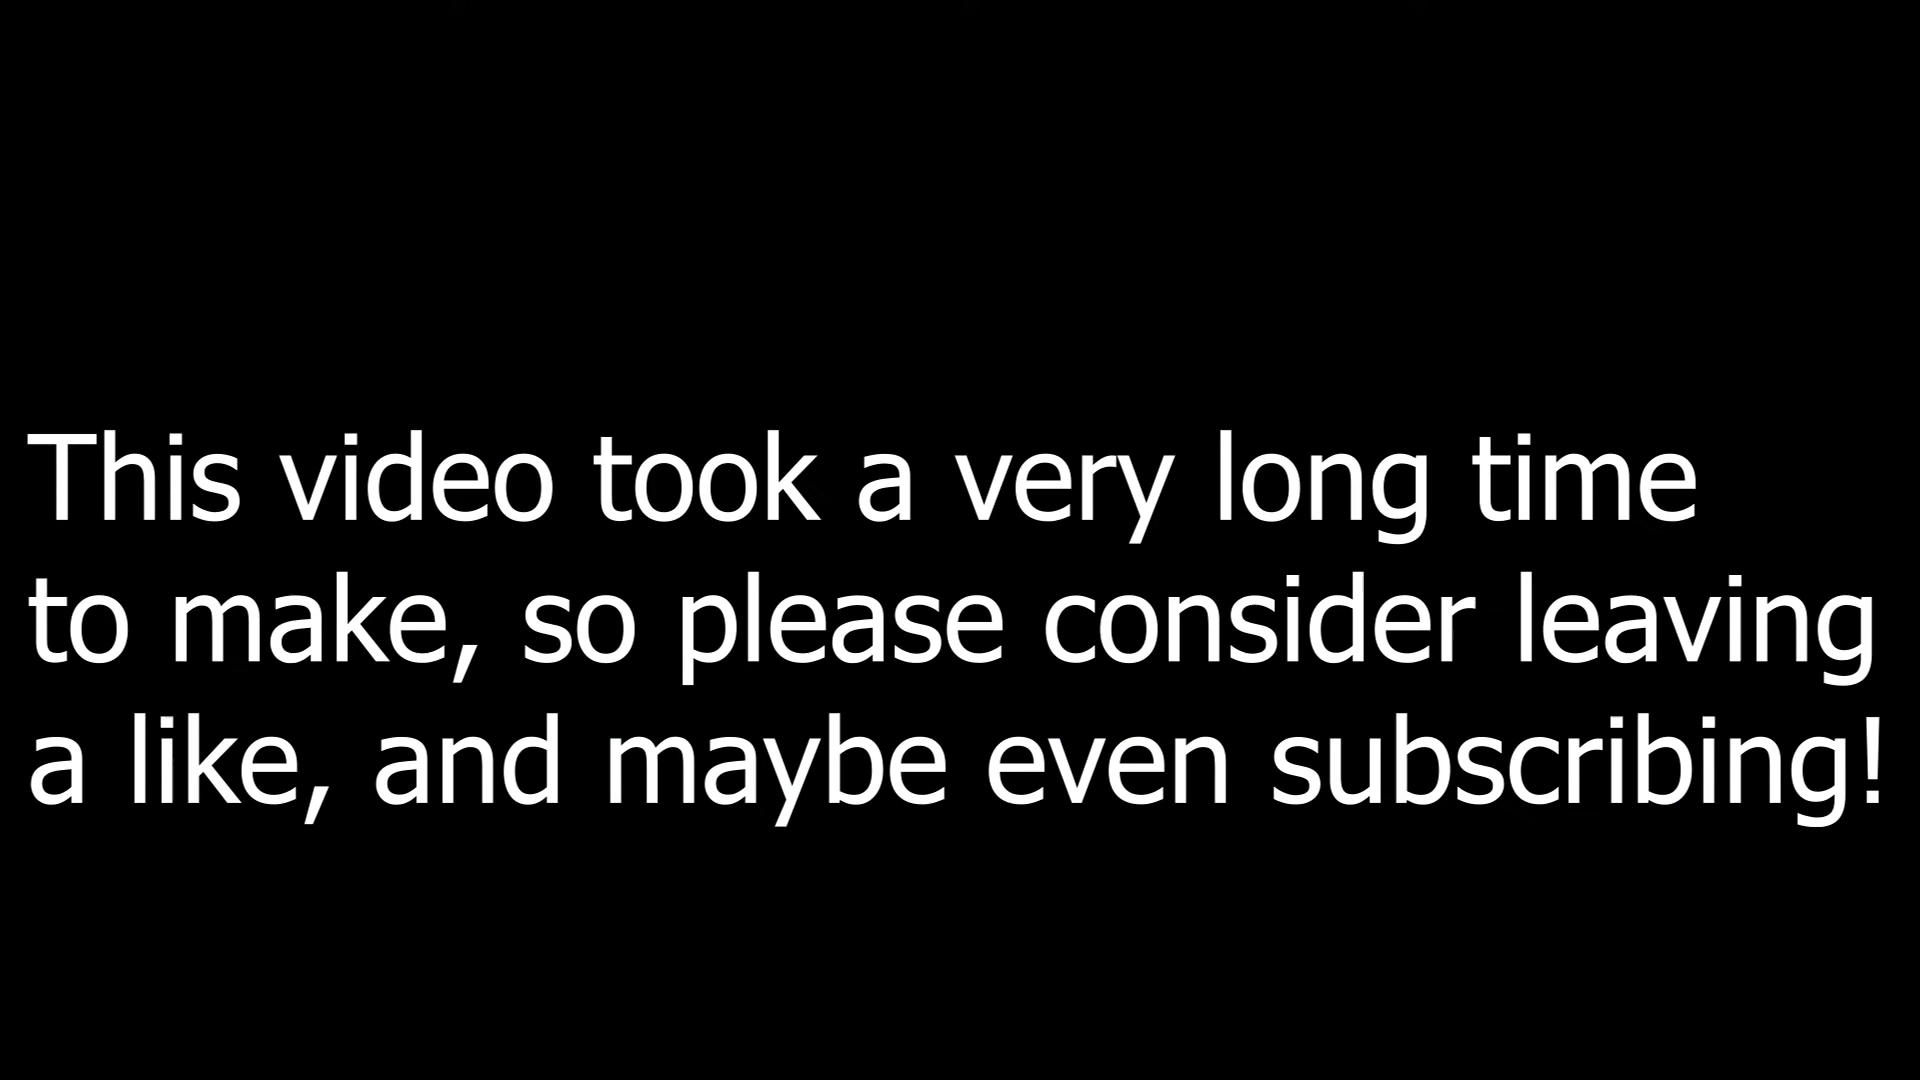 This video took a very long time
to make, so please consider leaving
a like, and maybe even subscribing!